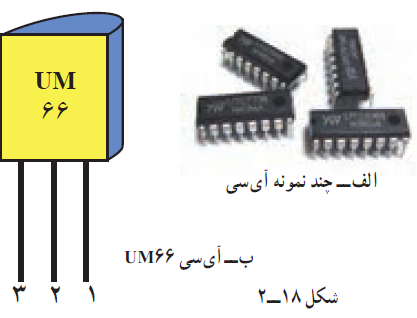 UM
۶۶
الف ــ چند نمونه آی‌سی
ب ــ آی‌سی UM۶۶
۳ ۲ ۱
شکل ۱۸ــ۲